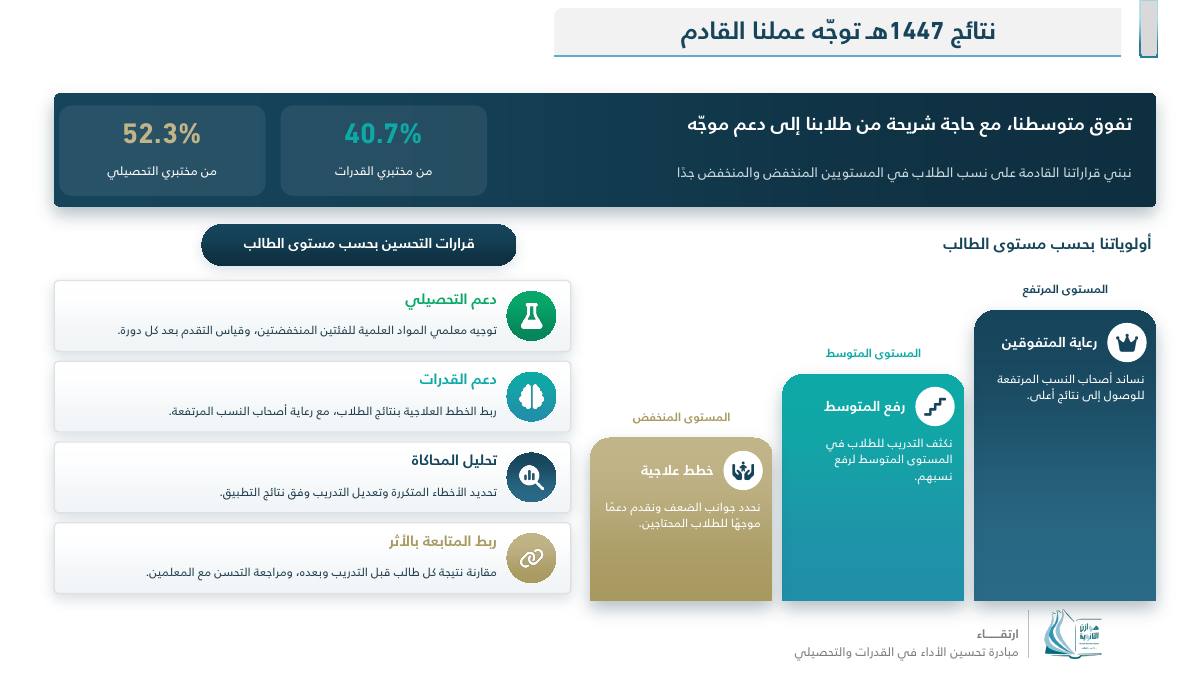 نتائج 1447هـ توجّه عملنا القادم
تفوق متوسطنا، مع حاجة شريحة من طلابنا إلى دعم موجّه
نبني قراراتنا القادمة على نسب الطلاب في المستويين المنخفض والمنخفض جدًا
40.7%
من مختبري القدرات
52.3%
من مختبري التحصيلي
أولوياتنا بحسب مستوى الطالب
المستوى المرتفع
رعاية المتفوقين
نساند أصحاب النسب المرتفعة
للوصول إلى نتائج أعلى.
المستوى المتوسط
رفع المتوسط
نكثف التدريب للطلاب في
المستوى المتوسط لرفع
نسبهم.
المستوى المنخفض
خطط علاجية
نحدد جوانب الضعف ونقدم دعمًا
موجهًا للطلاب المحتاجين.
قرارات التحسين بحسب مستوى الطالب
دعم التحصيلي
توجيه معلمي المواد العلمية للفئتين المنخفضتين، وقياس التقدم بعد كل دورة.
دعم القدرات
ربط الخطط العلاجية بنتائج الطلاب، مع رعاية أصحاب النسب المرتفعة.
تحليل المحاكاة
تحديد الأخطاء المتكررة وتعديل التدريب وفق نتائج التطبيق.
ربط المتابعة بالأثر
مقارنة نتيجة كل طالب قبل التدريب وبعده، ومراجعة التحسن مع المعلمين.
هوازن
الثانوية
ارتقـــــاء
مبادرة تحسين الأداء في القدرات والتحصيلي